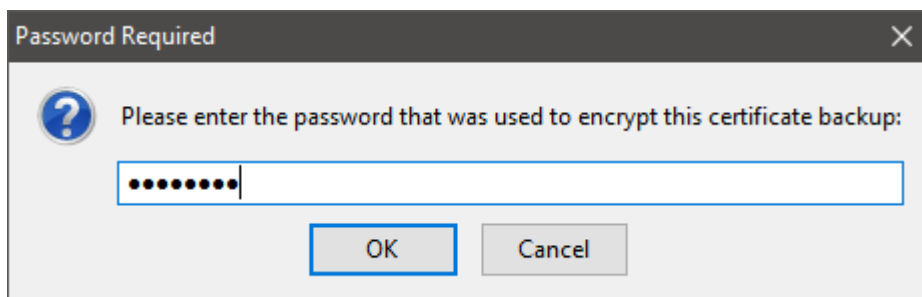 Password Required
Please enter the password that was used to encrypt this certificate backup:
••••••••
OK
Cancel